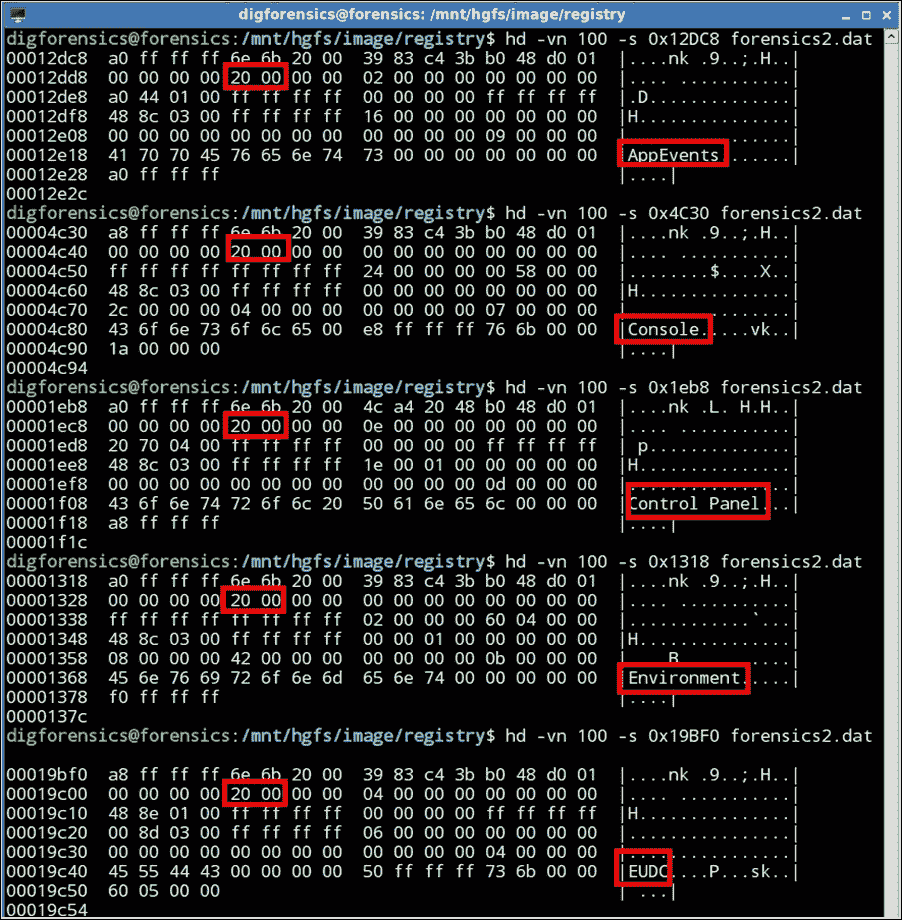 digforensics@forensics: /mnt/hgfs/image/registry
digforensics@forensics:/mnt/hgfs/image/registry$ hd -vn 100 -s 0x12DC8 forensics2.dat
00012dc8  a0 ff ff ff 6e 6b 20 00  39 83 c4 3b b0 48 d0 01  |....nk .9..;.H..|
00012dd8  00 00 00 00 20 00 00 00  02 00 00 00 00 00 00 00  |.... ...........|
00012de8  a0 44 01 00 ff ff ff ff  00 00 00 00 ff ff ff ff  |.D..............|
00012df8  48 8c 03 00 ff ff ff ff  16 00 00 00 00 00 00 00  |H...............|
00012e08  00 00 00 00 00 00 00 00  00 00 00 00 09 00 00 00  |................|
00012e18  41 70 70 45 76 65 6e 74  73 00 00 00 00 00 00 00  |AppEvents.......|
00012e28  a0 ff ff ff  |....|
00012e2c
digforensics@forensics:/mnt/hgfs/image/registry$ hd -vn 100 -s 0x4C30 forensics2.dat
00004c30  a8 ff ff ff 6e 6b 20 00  39 83 c4 3b b0 48 d0 01  |....nk .9..;.H..|
00004c40  00 00 00 00 20 00 00 00  00 00 00 00 00 00 00 00  |.... ...........|
00004c50  ff ff ff ff ff ff ff ff  24 00 00 00 58 00 00 00  |........$...X...|
00004c60  48 8c 03 00 ff ff ff ff  00 00 00 00 00 00 00 00  |H...............|
00004c70  2c 00 00 00 04 00 00 00  00 00 00 00 07 00 00 00  |,...............|
00004c80  43 6f 6e 73 6f 6c 65 00  e8 ff ff ff 76 6b 00 00  |Console.....vk..|
00004c90  1a 00 00 00  |....|
00004c94
digforensics@forensics:/mnt/hgfs/image/registry$ hd -vn 100 -s 0x1eb8 forensics2.dat
00001eb8  a0 ff ff ff 6e 6b 20 00  4c a4 20 48 b0 48 d0 01  |....nk .L. H.H..|
00001ec8  00 00 00 00 20 00 00 00  0e 00 00 00 00 00 00 00  |.... ...........|
00001ed8  20 70 04 00 ff ff ff ff  00 00 00 00 ff ff ff ff  | p..............|
00001ee8  48 8c 03 00 ff ff ff ff  1e 00 01 00 00 00 00 00  |H...............|
00001ef8  00 00 00 00 00 00 00 00  00 00 00 00 0d 00 00 00  |................|
00001f08  43 6f 6e 74 72 6f 6c 20  50 61 6e 65 6c 00 00 00  |Control Panel...|
00001f18  a8 ff ff ff  |....|
00001f1c
digforensics@forensics:/mnt/hgfs/image/registry$ hd -vn 100 -s 0x1318 forensics2.dat
00001318  a0 ff ff ff 6e 6b 20 00  39 83 c4 3b b0 48 d0 01  |....nk .9..;.H..|
00001328  00 00 00 00 20 00 00 00  00 00 00 00 00 00 00 00  |.... ...........|
00001338  ff ff ff ff ff ff ff ff  02 00 00 00 60 04 00 00  |............`...|
00001348  48 8c 03 00 ff ff ff ff  00 00 01 00 00 00 00 00  |H...............|
00001358  08 00 00 00 42 00 00 00  00 00 00 00 0b 00 00 00  |....B...........|
00001368  45 6e 76 69 72 6f 6e 6d  65 6e 74 00 00 00 00 00  |Environment.....|
00001378  f0 ff ff ff  |....|
0000137c
digforensics@forensics:/mnt/hgfs/image/registry$ hd -vn 100 -s 0x19BF0 forensics2.dat
00019bf0  a8 ff ff ff 6e 6b 20 00  39 83 c4 3b b0 48 d0 01  |....nk .9..;.H..|
00019c00  00 00 00 00 20 00 00 00  04 00 00 00 00 00 00 00  |.... ...........|
00019c10  48 8e 01 00 ff ff ff ff  00 00 00 00 ff ff ff ff  |H...............|
00019c20  00 8d 03 00 ff ff ff ff  06 00 00 00 00 00 00 00  |................|
00019c30  00 00 00 00 00 00 00 00  00 00 00 00 04 00 00 00  |................|
00019c40  45 55 44 43 00 00 00 00  50 ff ff ff 73 6b 00 00  |EUDC....P...sk..|
00019c50  60 05 00 00  |`...|
00019c54